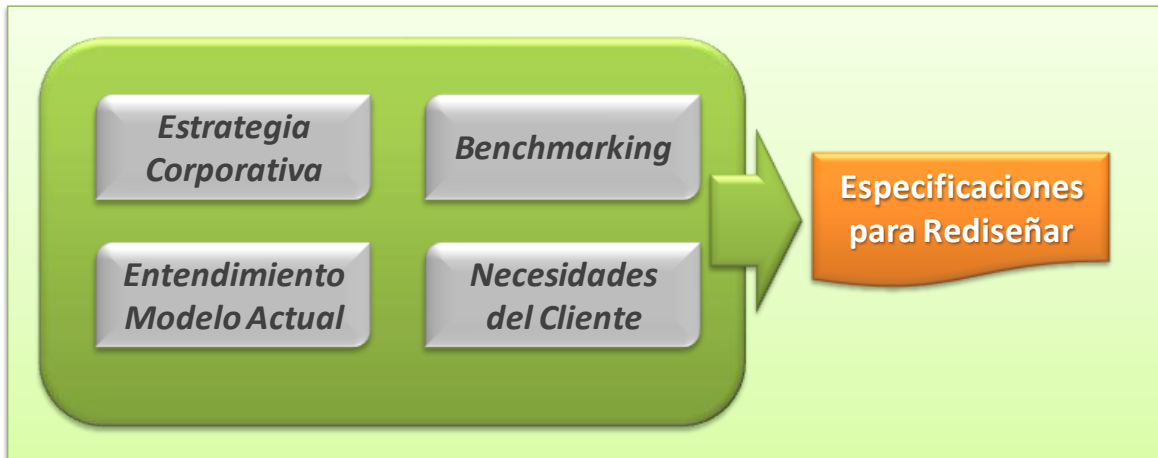 Estrategia
Corporativa
Benchmarking
Entendimiento
Modelo Actual
Necesidades
del Cliente
Especificaciones
para Rediseñar